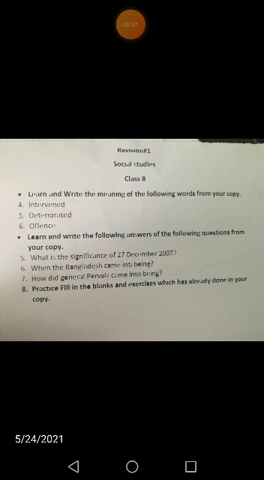 00:41
Revision#1
Social studies
Class 8
• Learn and Write the meaning of the following words from your copy.
4. Intervened
5. Deteriorated
6. Offence
• Learn and write the following answers of the following questions from
your copy.
5. What is the significance of 27 December 2007?
6. When the Bangladesh came into being?
7. How did general Pervaiz came into being?
8. Practice Fill in the blanks and exercises which has already done in your
copy.
5/24/2021